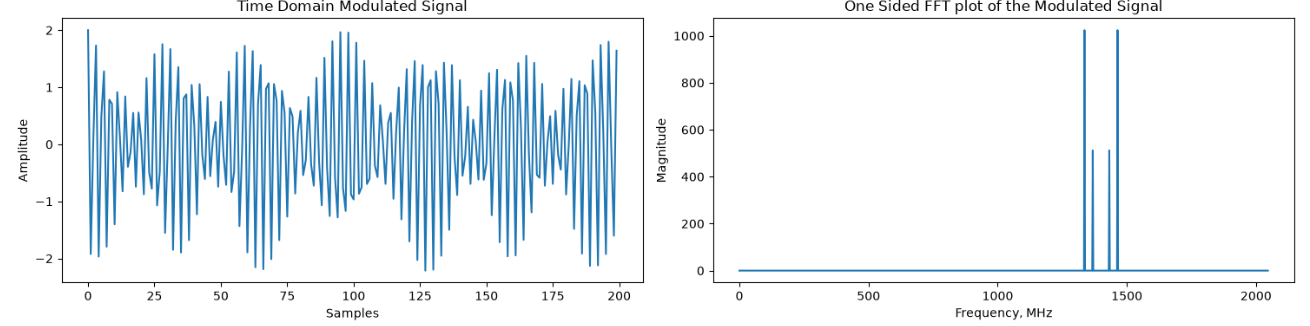 Time Domain Modulated Signal
2
1
0
−1
−2
Amplitude
0 25 50 75 100 125 150 175 200
Samples
One Sided FFT plot of the Modulated Signal
1000
800
600
400
200
0
Magnitude
0 500 1000 1500 2000
Frequency, MHz